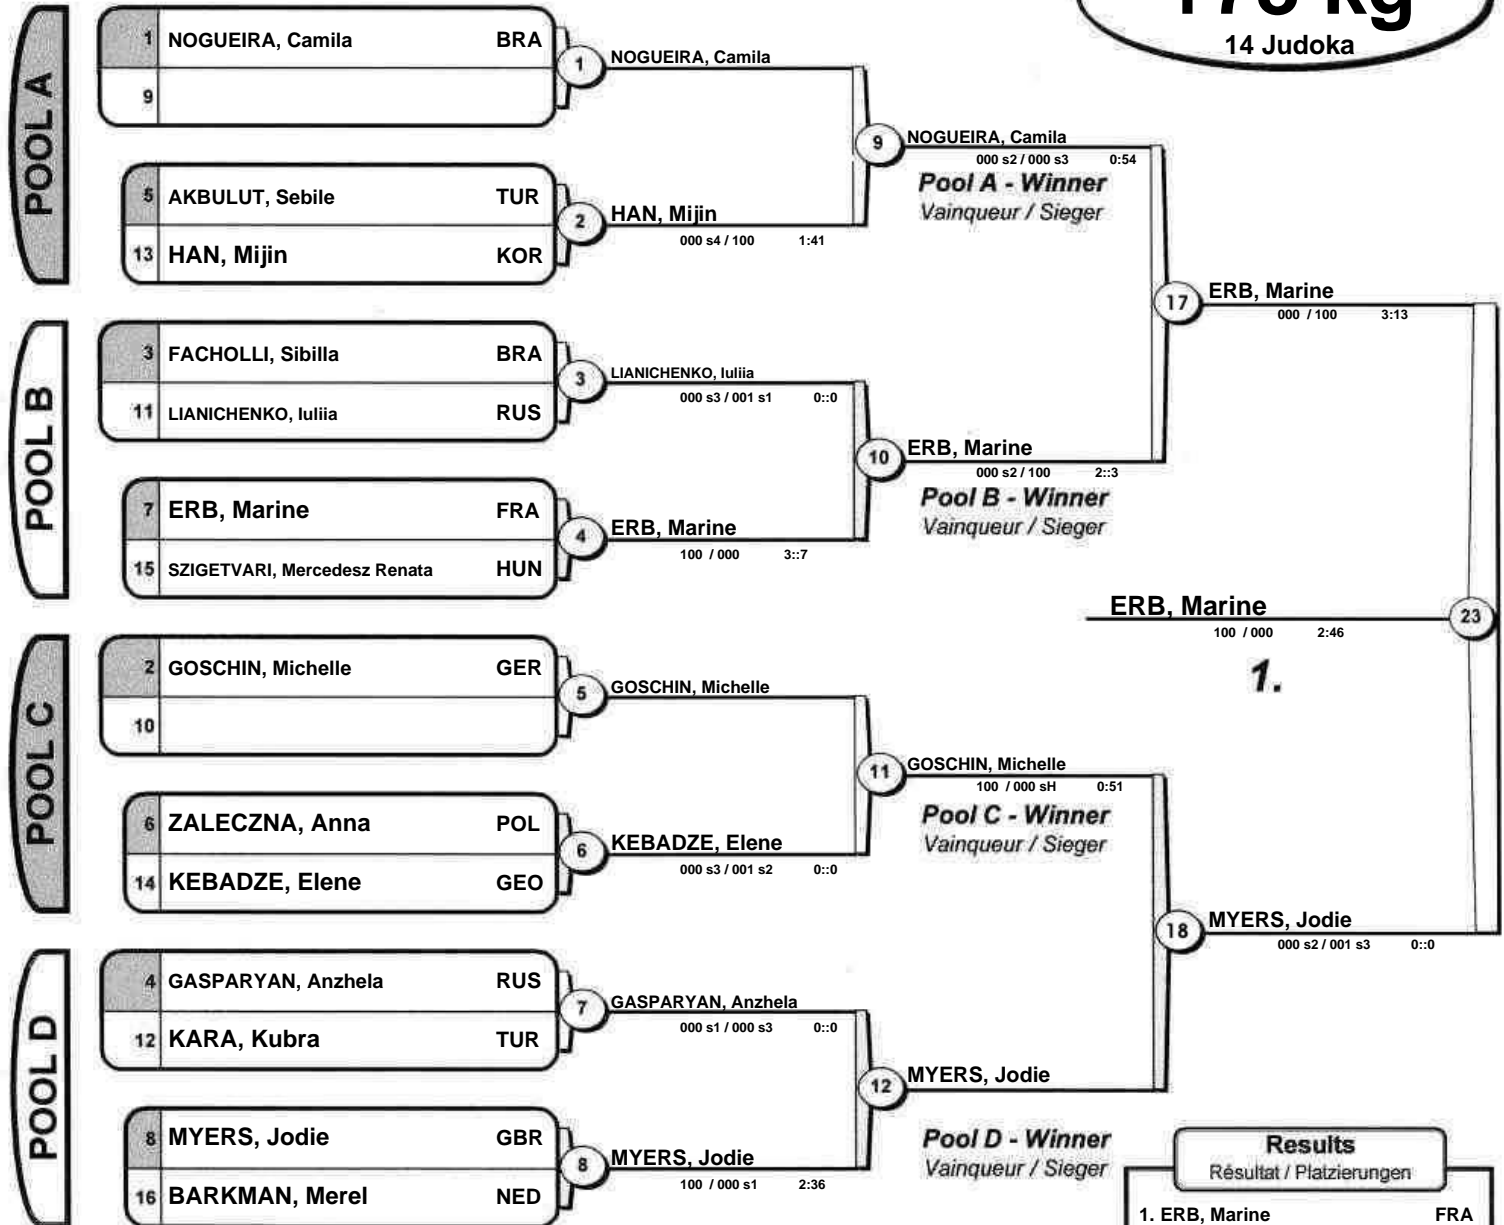 +78 kg
14 Judoka
POOL A
1 NOGUEIRA, Camila BRA
9
1
NOGUEIRA, Camila
5 AKBULUT, Sebile TUR
13 HAN, Mijin KOR
2
HAN, Mijin
000 s4 / 100 1:41
9
NOGUEIRA, Camila
000 s2 / 000 s3 0:54
Pool A - Winner
Vainqueur / Sieger
POOL B
3 FACHOLLI, Sibilla BRA
11 LIANICHENKO, Iuliia RUS
3
LIANICHENKO, Iuliia
000 s3 / 001 s1 0::0
7 ERB, Marine FRA
15 SZIGETVARI, Mercedesz Renata HUN
4
ERB, Marine
100 / 000 3::7
10
ERB, Marine
000 s2 / 100 2::3
Pool B - Winner
Vainqueur / Sieger
17
ERB, Marine
000 / 100 3:13
ERB, Marine
100 / 000 2:46
23
1.
POOL C
2 GOSCHIN, Michelle GER
10
5
GOSCHIN, Michelle
6 ZALECZNA, Anna POL
14 KEBADZE, Elene GEO
6
KEBADZE, Elene
000 s3 / 001 s2 0::0
11
GOSCHIN, Michelle
100 / 000 sH 0:51
Pool C - Winner
Vainqueur / Sieger
18
MYERS, Jodie
000 s2 / 001 s3 0::0
POOL D
4 GASPARYAN, Anzhela RUS
12 KARA, Kubra TUR
7
GASPARYAN, Anzhela
000 s1 / 000 s3 0::0
8 MYERS, Jodie GBR
16 BARKMAN, Merel NED
8
MYERS, Jodie
100 / 000 s1 2:36
12
MYERS, Jodie
Pool D - Winner
Vainqueur / Sieger
Results
Résultat / Platzierungen
1. ERB, Marine FRA